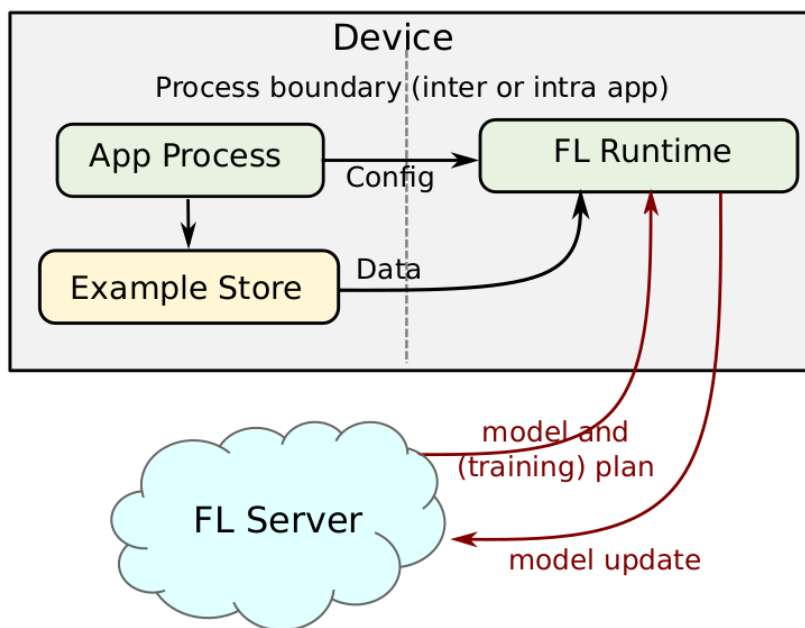 Device
Process boundary (inter or intra app)
App Process
FL Runtime
Config
Example Store
Data
model and
(training) plan
FL Server
model update